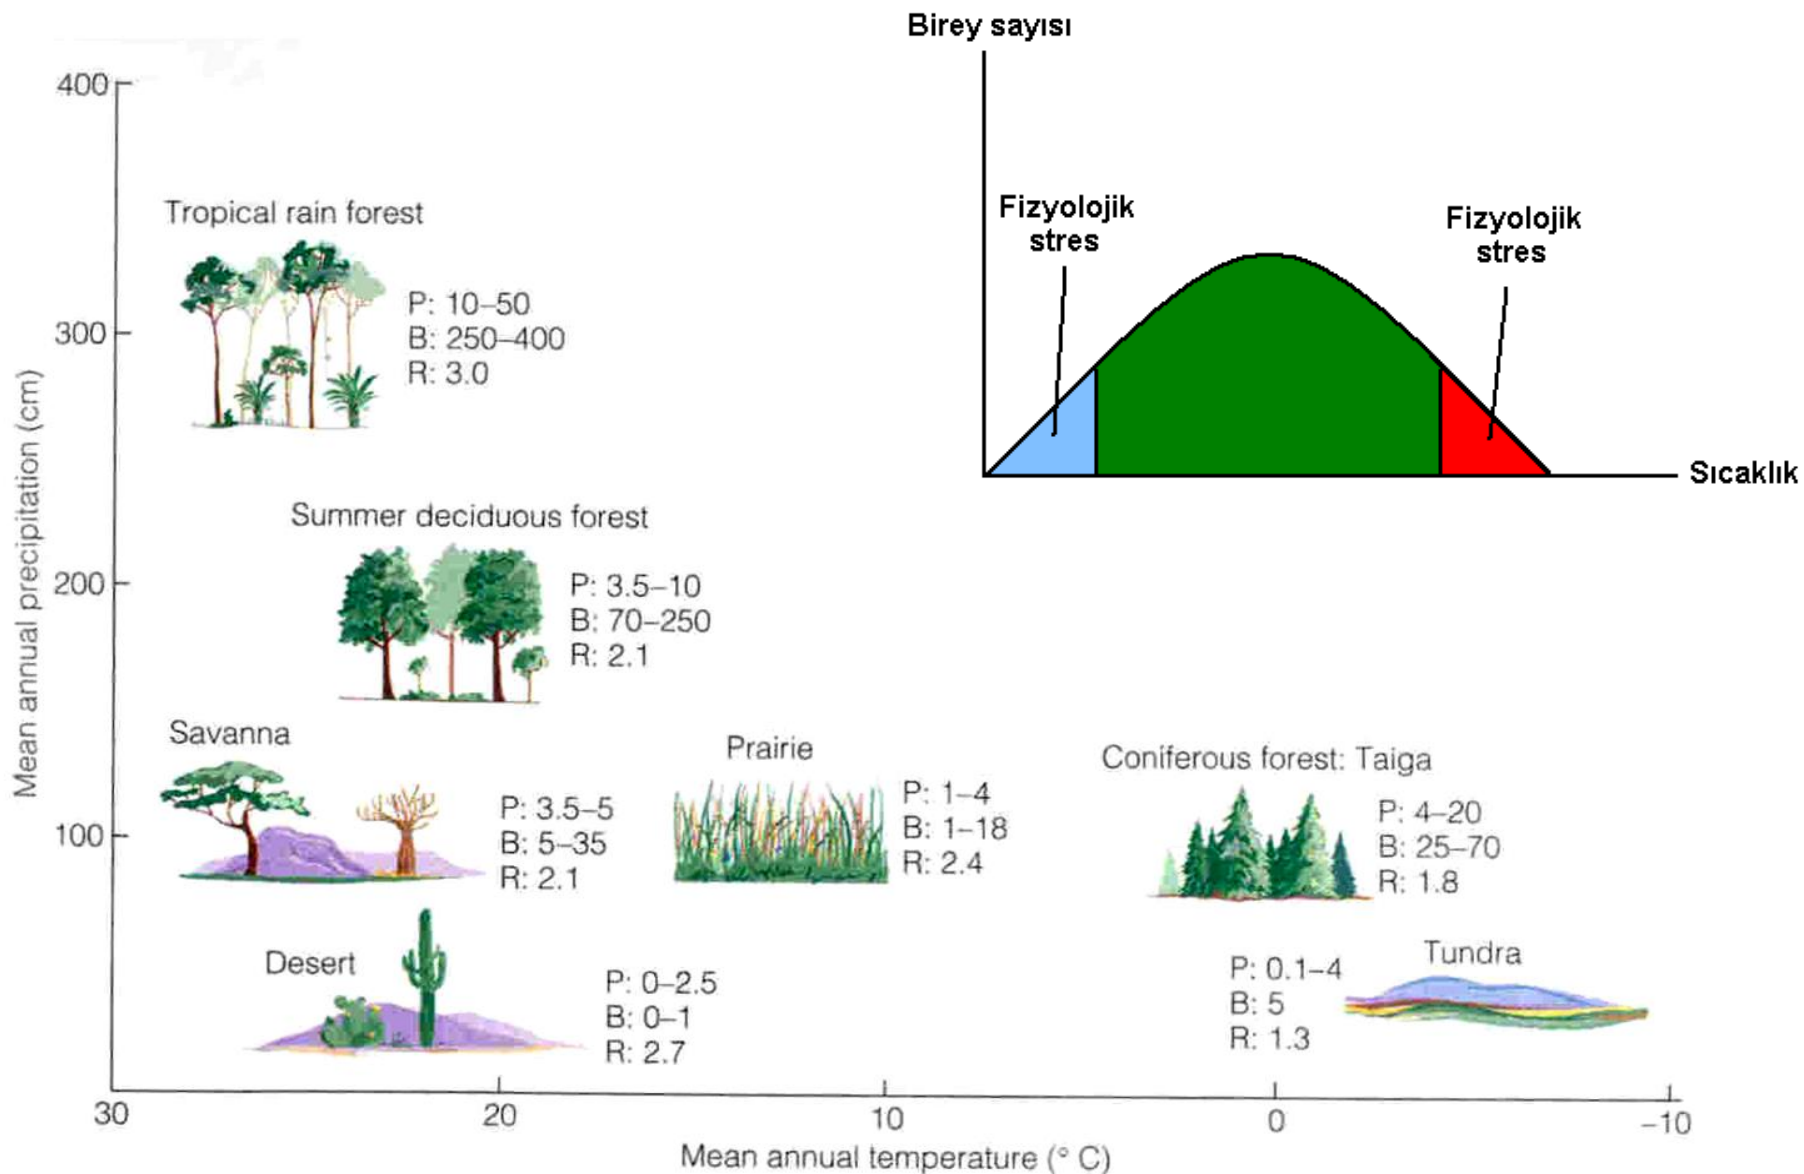 Birey sayısı
Fizyolojik
stres
Fizyolojik
stres
Sıcaklık
400
300
200
100
Mean annual precipitation (cm)
Tropical rain forest
P: 10–50
B: 250–400
R: 3.0
Summer deciduous forest
P: 3.5–10
B: 70–250
R: 2.1
Savanna
P: 3.5–5
B: 5–35
R: 2.1
Prairie
P: 1–4
B: 1–18
R: 2.4
Coniferous forest: Taiga
P: 4–20
B: 25–70
R: 1.8
Desert
P: 0–2.5
B: 0–1
R: 2.7
Tundra
P: 0.1–4
B: 5
R: 1.3
30 20 10 0 –10
Mean annual temperature (° C)